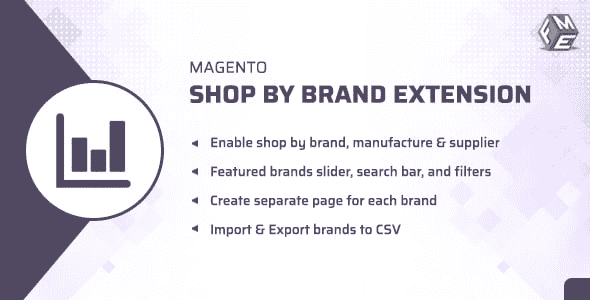 FME
MAGENTO
SHOP BY BRAND EXTENSION
Enable shop by brand, manufacture & supplier
Featured brands slider, search bar, and filters
Create separate page for each brand
Import & Export brands to CSV